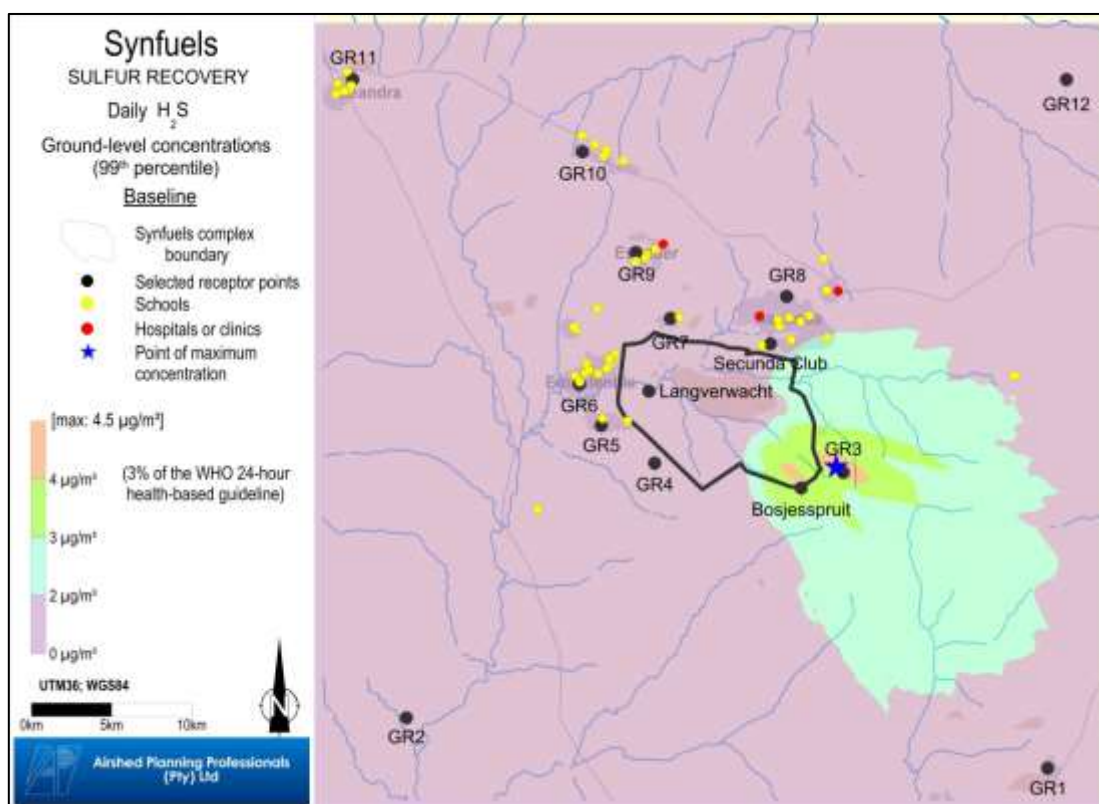 Synfuels
SULFUR RECOVERY
Daily H2S
Ground-level concentrations
(99th percentile)
Baseline
Synfuels complex
boundary
Selected receptor points
Schools
Hospitals or clinics
Point of maximum
concentration
[max: 4.5 µg/m³]
(3% of the WHO 24-hour
health-based guideline)
4 µg/m³
3 µg/m³
2 µg/m³
0 µg/m³
UTM36; WGS84
0km 5km 10km
N
Airshed Planning Professionals
(Pty) Ltd
GR11
GR12
GR10
GR9
GR8
GR7
Secunda Club
Langverwacht
GR6
GR5
GR3
GR4
Bosjesspruit
GR2
GR1